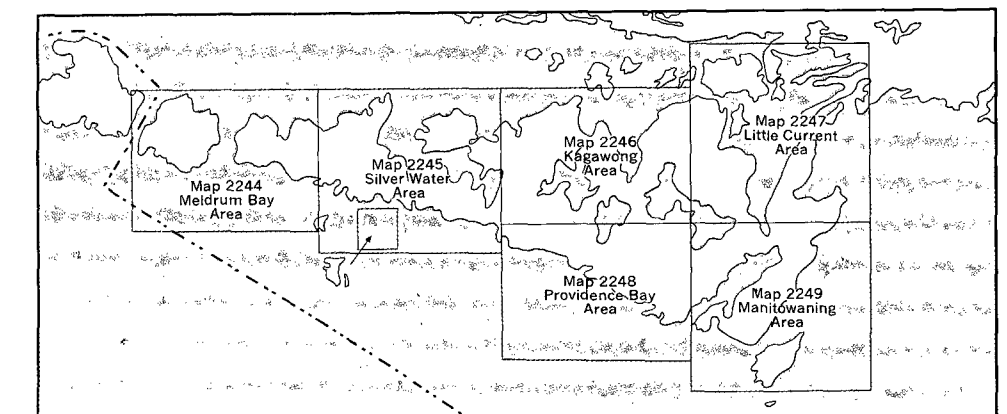 Map 2244
Meldrum Bay
Area
Map 2245
Silver Water
Area
Map 2246
Kagawong
Area
Map 2247
Little Current
Area
Map 2248
Providence Bay
Area
Map 2249
Manitowaning
Area